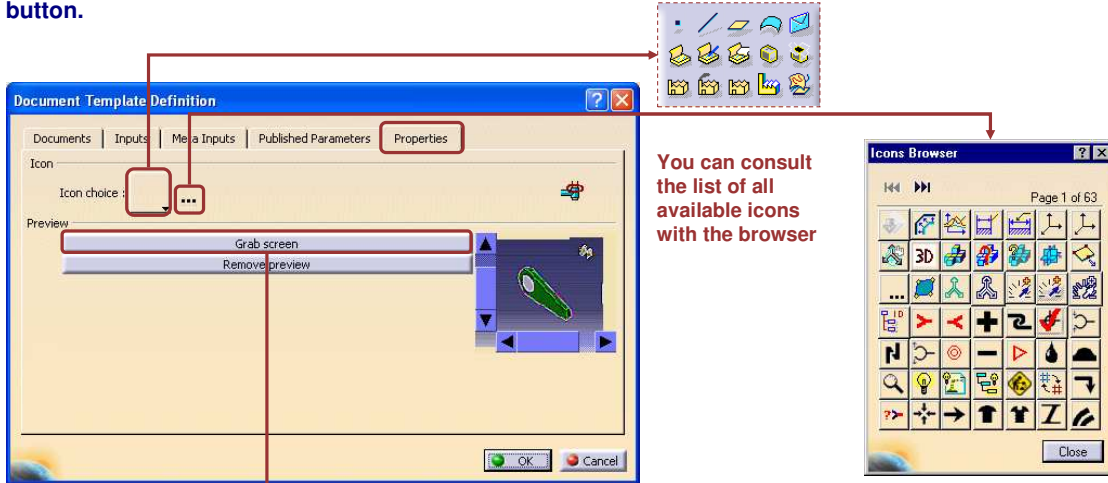 button.
Document Template Definition
Documents
Inputs
Meta Inputs
Published Parameters
Properties
Icon
Icon choice :
...
Preview
Grab screen
Remove preview
OK
Cancel
You can consult
the list of all
available icons
with the browser
Icons Browser
Page 1 of 63
3D
...
Close